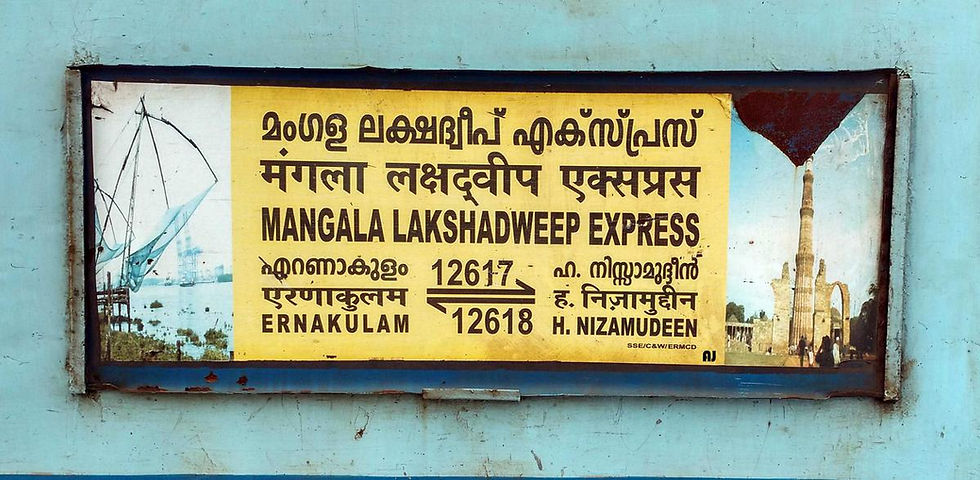 മംഗള ലക്ഷദ്വീപ് എക്സ്പ്രസ്
मंगला लक्षद्वीप एक्सप्रस
MANGALA LAKSHADWEEP EXPRESS
എറണാകുളം 12617 ഹ. നിസ്സാമുദ്ദീൻ
एरणाकुलम ह. निज़ामुद्दीन
ERNAKULAM 12618 H. NIZAMUDEEN
SSE/C&W/ERMCD
AJ